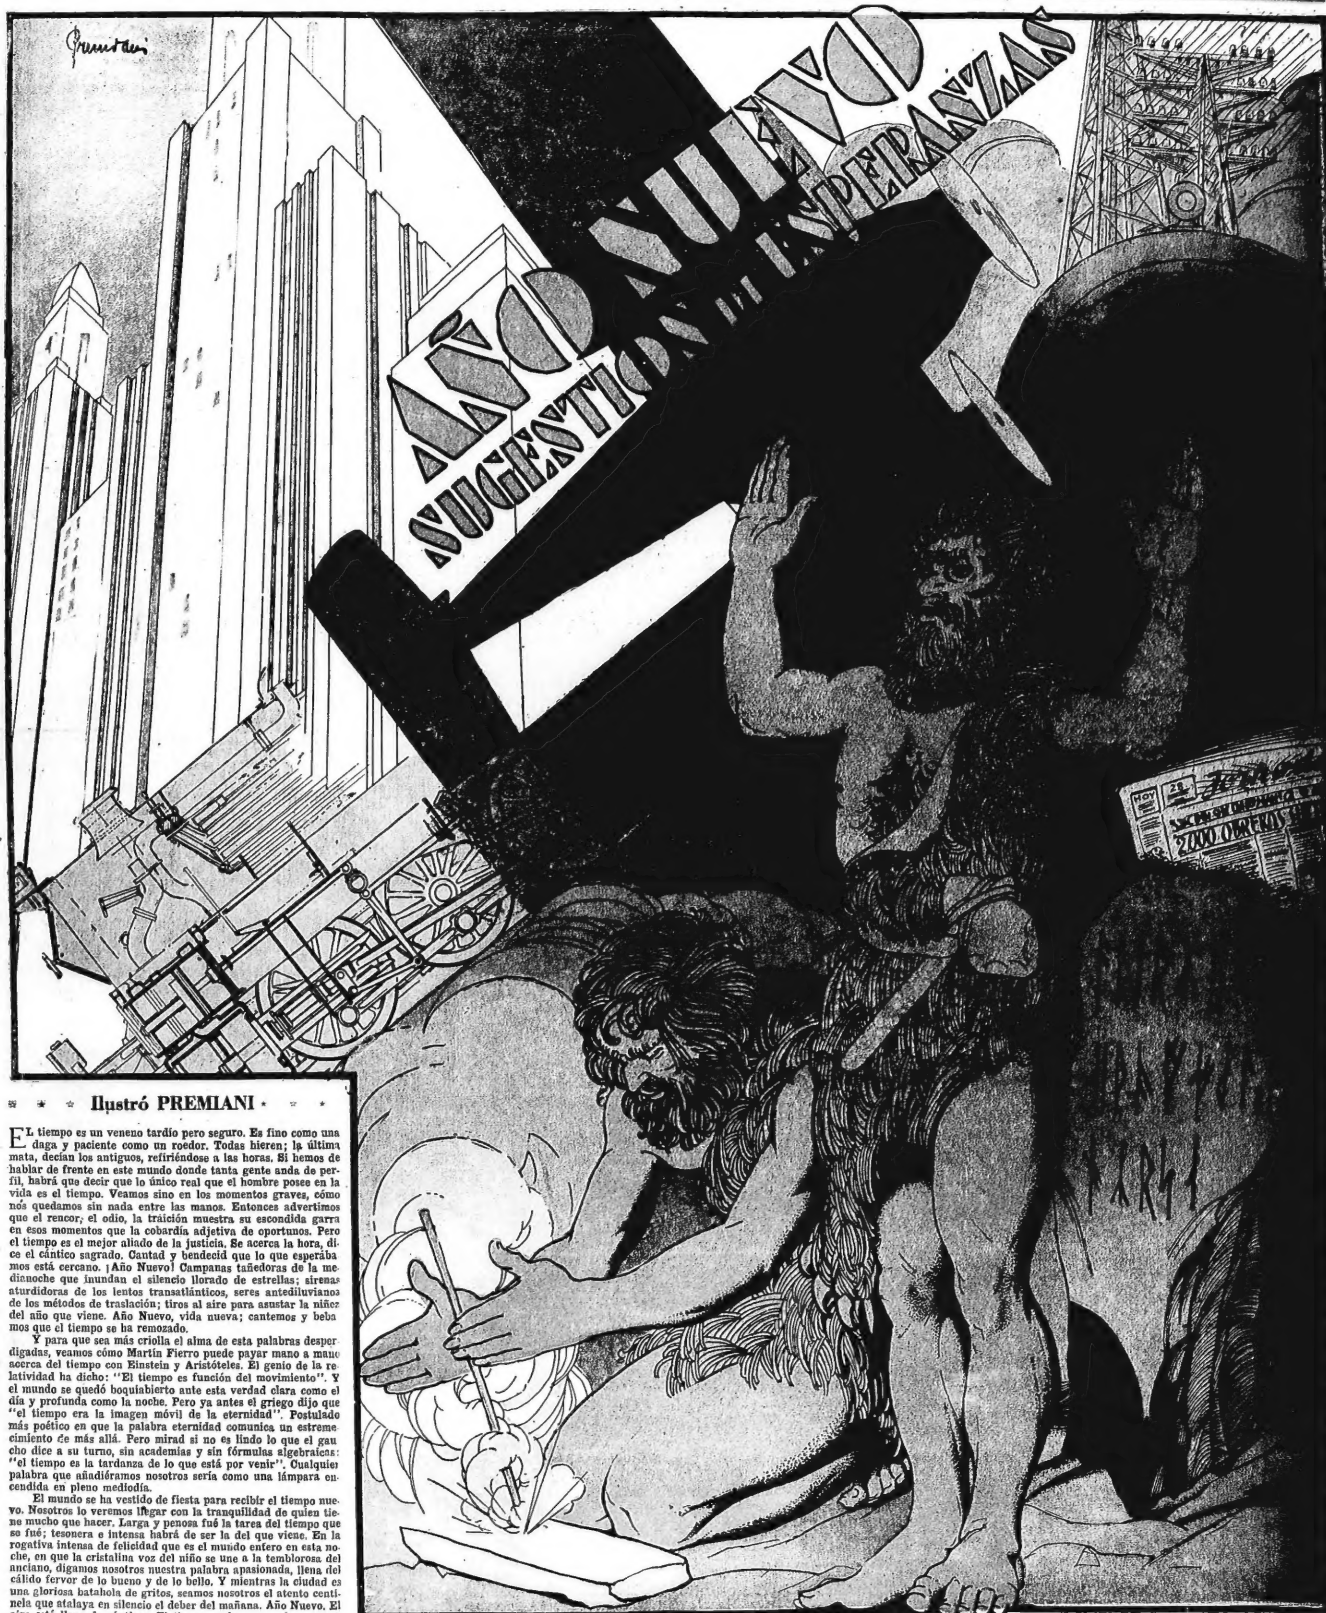 Premiani
AÑO NUEVO
SUGESTION DE ESPERANZAS
HOY
28
2.000 OBREROS
Ilustró PREMIANI
EL tiempo es un veneno tardío pero seguro. Es fino como una
daga y paciente como un roedor. Todas hieren; la última
mata, decían los antiguos, refiriéndose a las horas. Si hemos de
hablar de frente en este mundo donde tanta gente anda de per-
fil, habrá que decir que lo único real que el hombre posee en la
vida es el tiempo. Veamos sino en los momentos graves, cómo
nos quedamos sin nada entre las manos. Entonces advertimos
que el rencor, el odio, la traición muestra su escondida garra
en esos momentos que la cobardía adjetiva de oportunos. Pero
el tiempo es el mejor aliado de la justicia. Se acerca la hora, di-
ce el cántico sagrado. Cantad y bendecid que lo que esperába
mos está cercano. ¡Año Nuevo! Campanas tañedoras de la me-
dianoche que inundan el silencio llorado de estrellas; sirenas
aturdidoras de los lentos transatlánticos, seres antediluvianos
de los métodos de traslación; tiros al aire para asustar la niñez
del año que viene. Año Nuevo, vida nueva; cantemos y beba
mos que el tiempo se ha remozado.
Y para que sea más criolla el alma de esta palabras desper
digadas, veamos cómo Martín Fierro puede payar mano a mano
acerca del tiempo con Einstein y Aristóteles. El genio de la re
latividad ha dicho: "El tiempo es función del movimiento". Y
el mundo se quedó boquiabierto ante esta verdad clara como el
día y profunda como la noche. Pero ya antes el griego dijo que
"el tiempo era la imagen móvil de la eternidad". Postulado
más poético en que la palabra eternidad comunica un estreme
cimiento de más allá. Pero mirad si no es lindo lo que el gau
cho dice a su turno, sin academias y sin fórmulas algebraicas:
"el tiempo es la tardanza de lo que está por venir". Cualquier
palabra que añadiéramos nosotros sería como una lámpara en-
cendida en pleno mediodía.
El mundo se ha vestido de fiesta para recibir el tiempo nue-
vo. Nosotros lo veremos llegar con la tranquilidad de quien tie-
ne mucho que hacer. Larga y penosa fué la tarea del tiempo que
se fué; tesonera e intensa habrá de ser la del que viene. En la
rogativa intensa de felicidad que es el mundo entero en esta no-
che, en que la cristalina voz del niño se une a la temblorosa del
anciano, digamos nosotros nuestra palabra apasionada, llena del
cálido fervor de lo bueno y de lo bello. Y mientras la ciudad es
una gloriosa batahola de gritos, seamos nosotros el atento centi-
nela que atalaya en silencio el deber del mañana. Año Nuevo. El